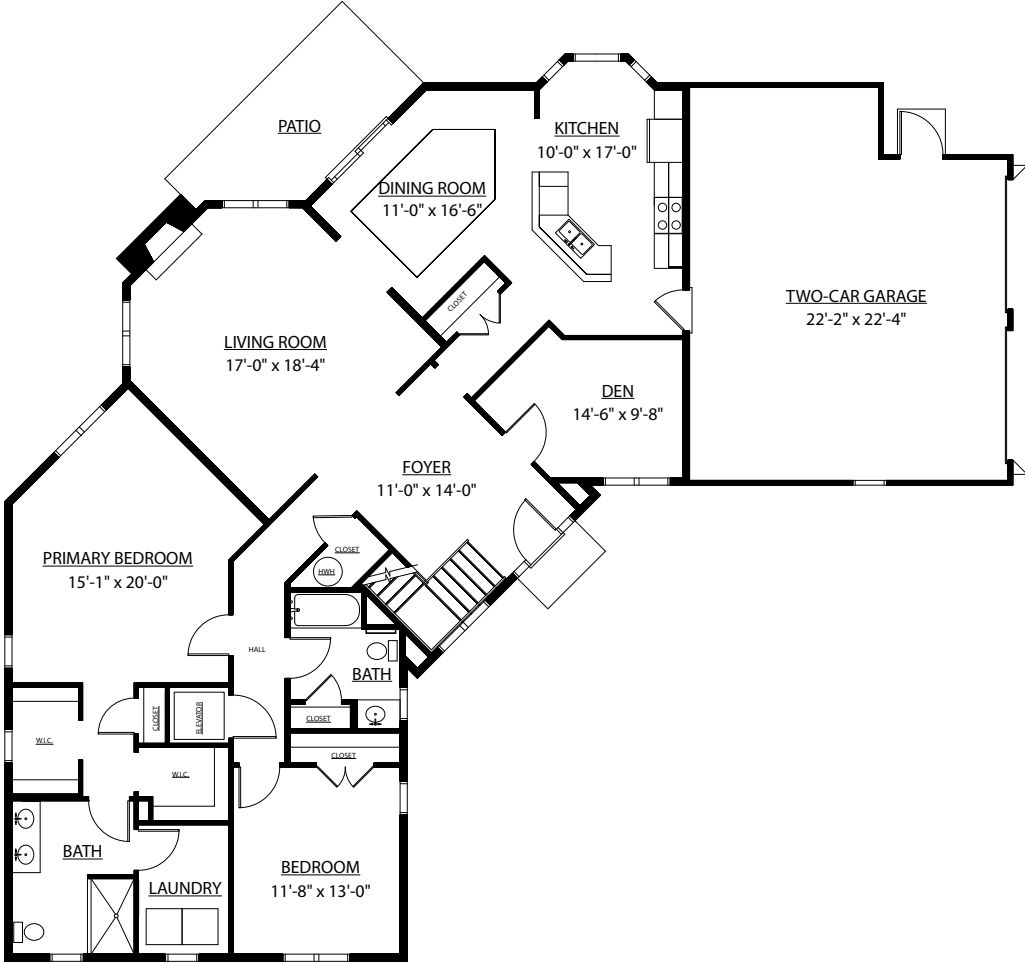 PATIO
KITCHEN
10'-0" x 17'-0"
DINING ROOM
11'-0" x 16'-6"
CLOSET
TWO-CAR GARAGE
22'-2" x 22'-4"
LIVING ROOM
17'-0" x 18'-4"
DEN
14'-6" x 9'-8"
FOYER
11'-0" x 14'-0"
CLOSET
HWH
PRIMARY BEDROOM
15'-1" x 20'-0"
HALL
BATH
CLOSET
ELEVATOR
CLOSET
W.I.C.
CLOSET
W.I.C.
BATH
LAUNDRY
BEDROOM
11'-8" x 13'-0"